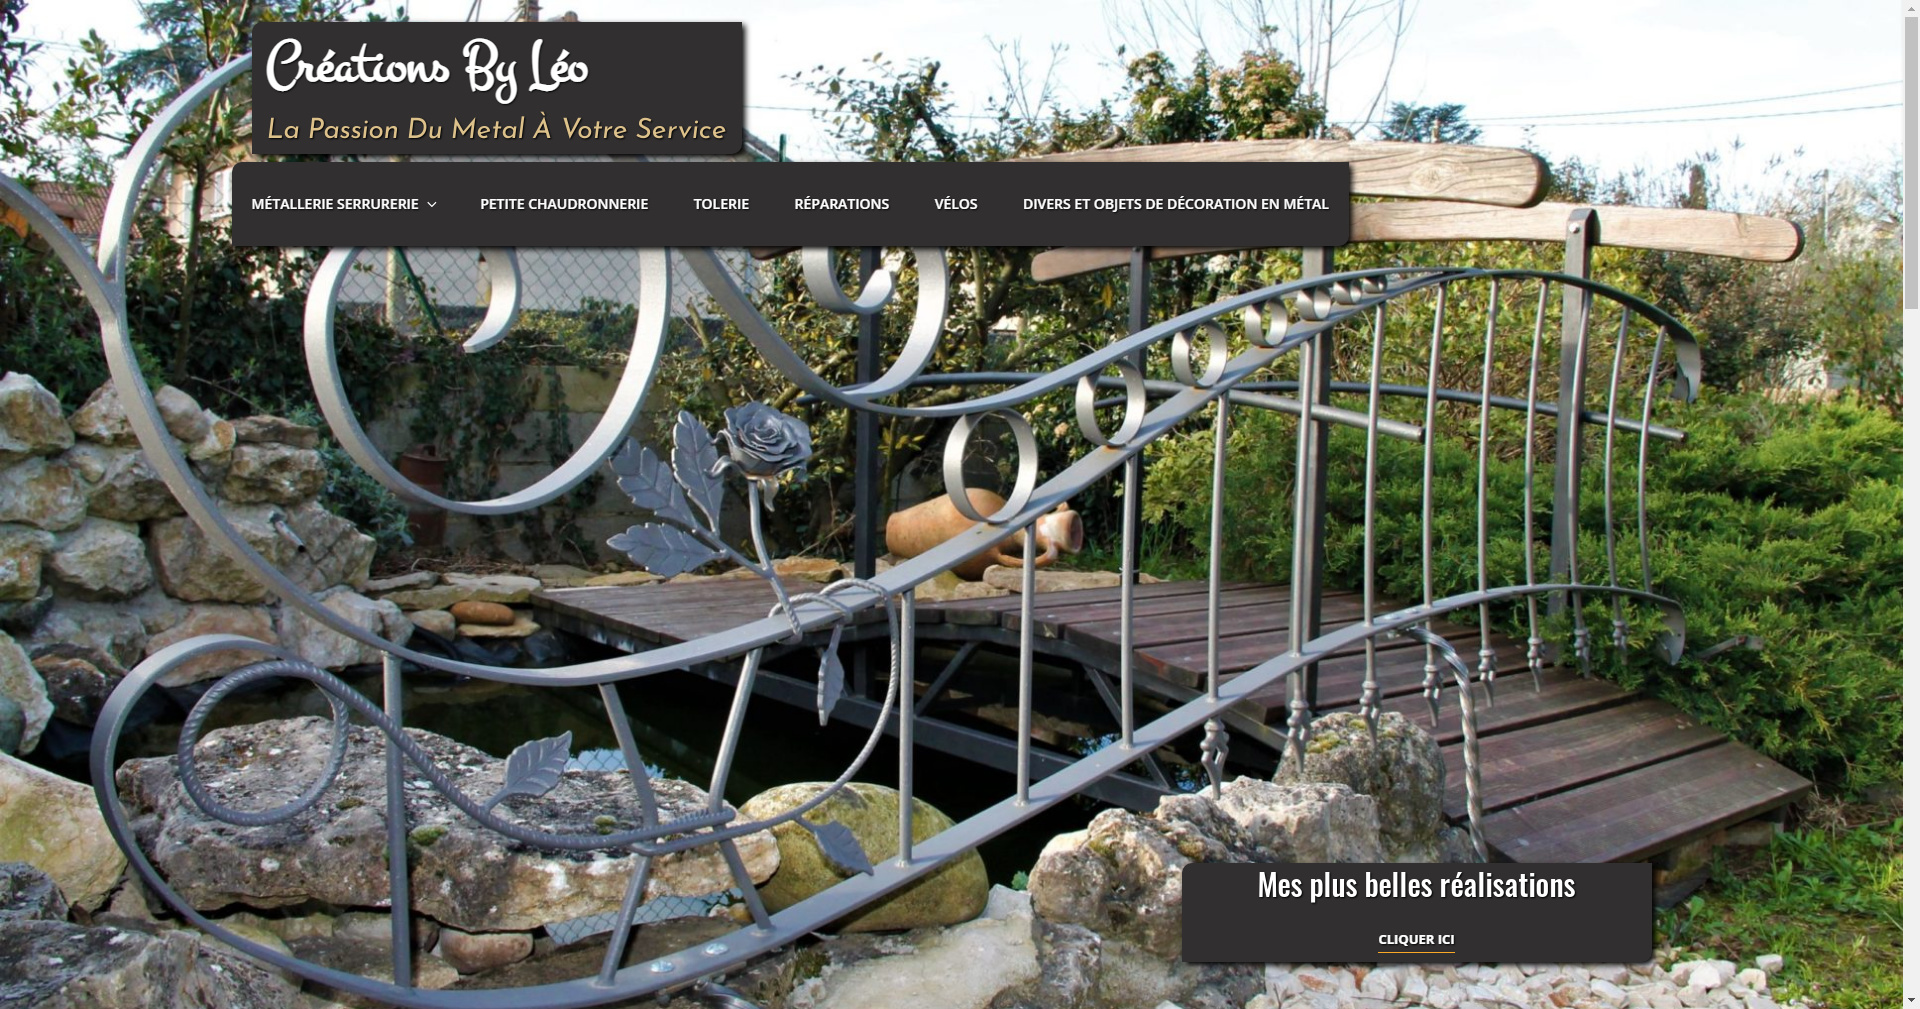 Créations By Léo
La Passion Du Metal À Votre Service
MÉTALLERIE SERRURERIE
PETITE CHAUDRONNERIE
TOLERIE
RÉPARATIONS
VÉLOS
DIVERS ET OBJETS DE DÉCORATION EN MÉTAL
Mes plus belles réalisations
CLIQUER ICI